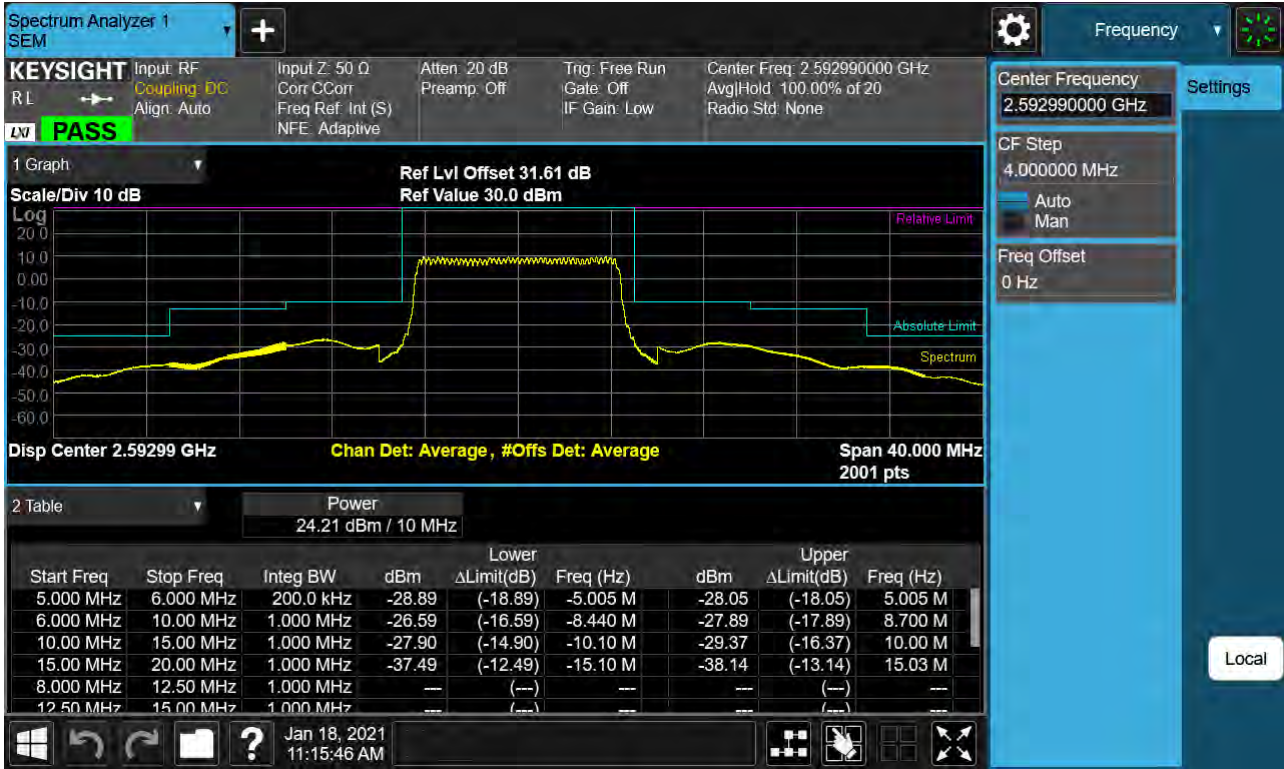 Spectrum Analyzer 1
SEM
Frequency
KEYSIGHT
R L
LXI
PASS
Input: RF
Coupling: DC
Align: Auto
Input Z: 50 Ω
Corr CCorr
Freq Ref: Int (S)
NFE: Adaptive
Atten: 20 dB
Preamp: Off
Trig: Free Run
Gate: Off
IF Gain: Low
Center Freq: 2.592990000 GHz
Avg|Hold: 100.00% of 20
Radio Std: None
Center Frequency
2.592990000 GHz
Settings
CF Step
4.000000 MHz
Auto
Man
Freq Offset
0 Hz
1 Graph
Scale/Div 10 dB
Ref Lvl Offset 31.61 dB
Ref Value 30.0 dBm
Log
20.0
10.0
0.00
-10.0
-20.0
-30.0
-40.0
-50.0
-60.0
Relative Limit
Absolute Limit
Spectrum
Disp Center 2.59299 GHz
Chan Det: Average, #Offs Det: Average
Span 40.000 MHz
2001 pts
2 Table
Power
24.21 dBm / 10 MHz
Lower Upper
Start Freq Stop Freq Integ BW dBm ∆Limit(dB) Freq (Hz) dBm ∆Limit(dB) Freq (Hz)
5.000 MHz 6.000 MHz 200.0 kHz -28.89 (-18.89) -5.005 M -28.05 (-18.05) 5.005 M
6.000 MHz 10.00 MHz 1.000 MHz -26.59 (-16.59) -8.440 M -27.89 (-17.89) 8.700 M
10.00 MHz 15.00 MHz 1.000 MHz -27.90 (-14.90) -10.10 M -29.37 (-16.37) 10.00 M
15.00 MHz 20.00 MHz 1.000 MHz -37.49 (-12.49) -15.10 M -38.14 (-13.14) 15.03 M
8.000 MHz 12.50 MHz 1.000 MHz --- (---) --- --- (---) ---
12.50 MHz 15.00 MHz 1.000 MHz --- (---) --- --- (---) ---
Local
?
Jan 18, 2021
11:15:46 AM